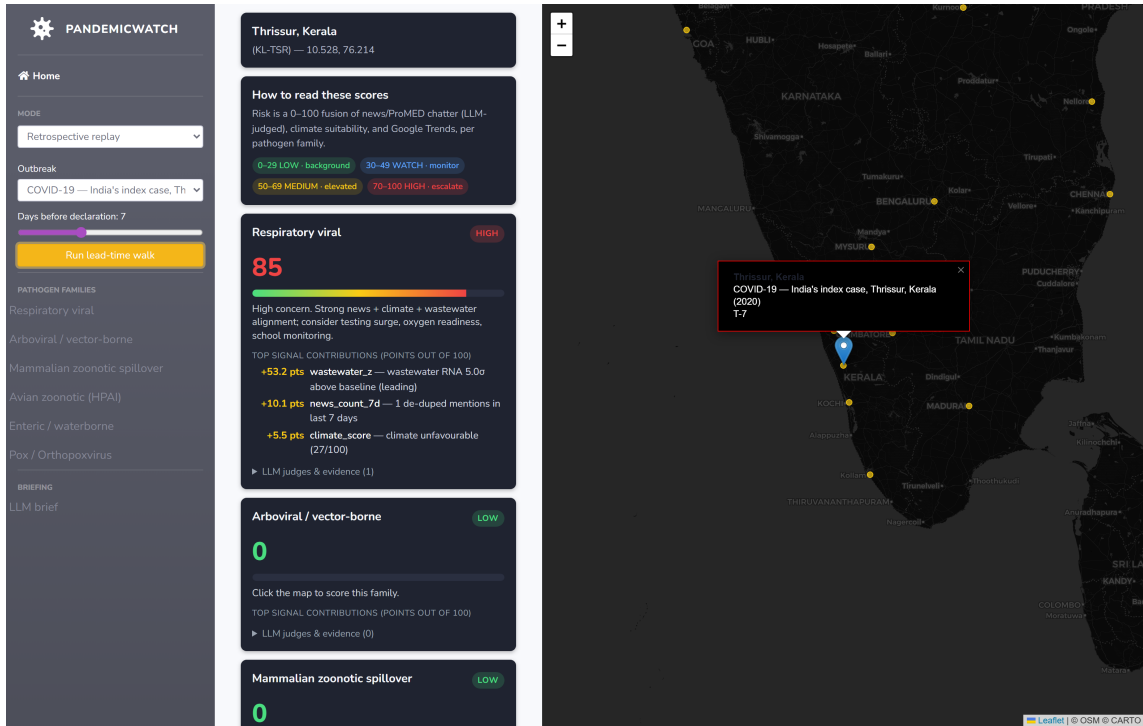 PANDEMICWATCH
Home
MODE
Retrospective replay
Outbreak
COVID-19 — India's index case, Th
Days before declaration: 7
Run lead-time walk
PATHOGEN FAMILIES
Respiratory viral
Arboviral / vector-borne
Mammalian zoonotic spillover
Avian zoonotic (HPAI)
Enteric / waterborne
Pox / Orthopoxvirus
BRIEFING
LLM brief
Thrissur, Kerala
(KL-TSR) — 10.528, 76.214
How to read these scores
Risk is a 0–100 fusion of news/ProMED chatter (LLM-
judged), climate suitability, and Google Trends, per
pathogen family.
0–29 LOW · background
30–49 WATCH · monitor
50–69 MEDIUM · elevated
70–100 HIGH · escalate
Respiratory viral
HIGH
85
High concern. Strong news + climate + wastewater
alignment; consider testing surge, oxygen readiness,
school monitoring.
TOP SIGNAL CONTRIBUTIONS (POINTS OUT OF 100)
+53.2 pts wastewater_z — wastewater RNA 5.0σ
above baseline (leading)
+10.1 pts news_count_7d — 1 de-duped mentions in
last 7 days
+5.5 pts climate_score — climate unfavourable
(27/100)
LLM judges & evidence (1)
Arboviral / vector-borne
LOW
0
Click the map to score this family.
TOP SIGNAL CONTRIBUTIONS (POINTS OUT OF 100)
LLM judges & evidence (0)
Mammalian zoonotic spillover
LOW
0
+
−
Belagavi
Kurnool
PRADESH
GOA
HUBLI
Hosapete
Ballari
Ongole
Proddatur
KARNATAKA
Nellore
Shivamogga
Tirupati
Tumakuru
Kolar
CHENNAI
MANGALURU
BENGALURU
Vellore
Kanchipuram
Mandya
MYSURU
Thrissur, Kerala
×
COVID-19 — India's index case, Thrissur, Kerala
(2020)
T-7
PUDUCHERRY
Cuddalore
MBATORE
TAMIL NADU
Kumbakonam
Thanjavur
KERALA
Dindigul
KOCHI
MADURAI
Jaffna
Kilinochchi
Alappuzha
Kollam
Tirunelveli
Thoothukudi
THIRUVANANTHAPURAM
Nagercoil
Anuradhapura
SRI LA
KANDY
COLOMBO
Moratuwa
Ba
Matara
Leaflet | © OSM © CARTO